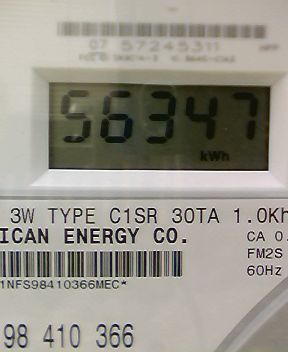 07 57245311
56347
kWh
3W TYPE C1SR 30TA 1.0Kh
ICAN ENERGY CO.
CA 0.
FM2S
60Hz
1NFS98410366MEC*
98 410 366